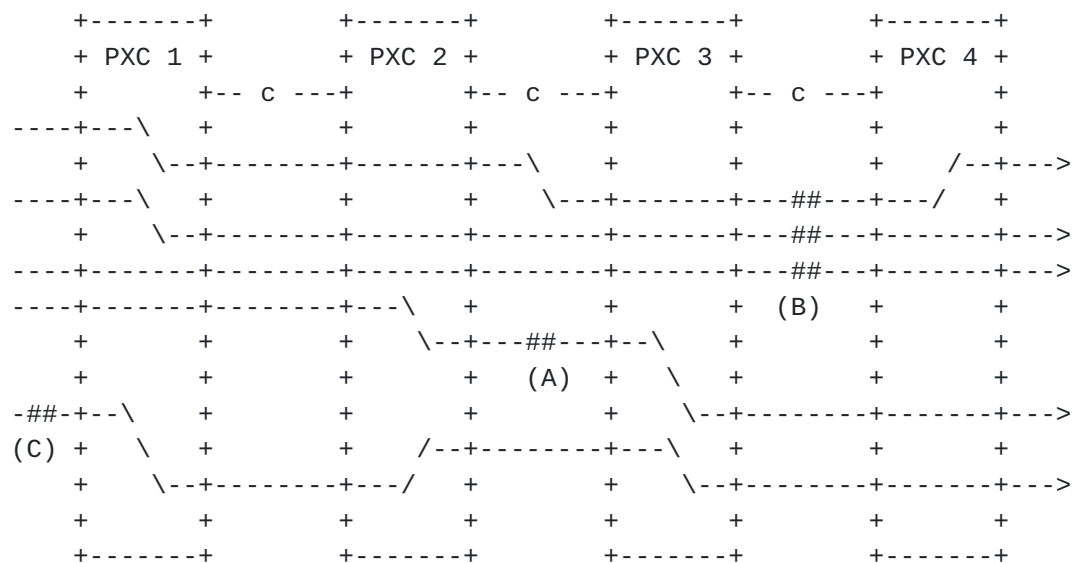 +-------+        +-------+        +-------+        +-------+
    + PXC 1 +        + PXC 2 +        + PXC 3 +        + PXC 4 +
    +       +-- c ---+       +-- c ---+       +-- c ---+       +
----+---\   +        +       +        +       +        +       +
    +    \--+--------+-------+---\    +       +        +    /--+--->
----+---\   +        +       +    \---+-------+---##---+---/   +
    +    \--+--------+-------+--------+-------+---##---+-------+--->
----+-------+--------+-------+--------+-------+---##---+-------+--->
----+-------+--------+---\   +        +       +  (B)   +       +
    +       +        +    \--+---##---+--\    +        +       +
    +       +        +       +   (A)  +   \   +        +       +
-##-+--\    +        +       +        +    \--+--------+-------+--->
(C) +   \   +        +    /--+--------+---\   +        +       +
    +    \--+--------+---/   +        +    \--+--------+-------+--->
    +       +        +       +        +       +        +       +
    +-------+        +-------+        +-------+        +-------+